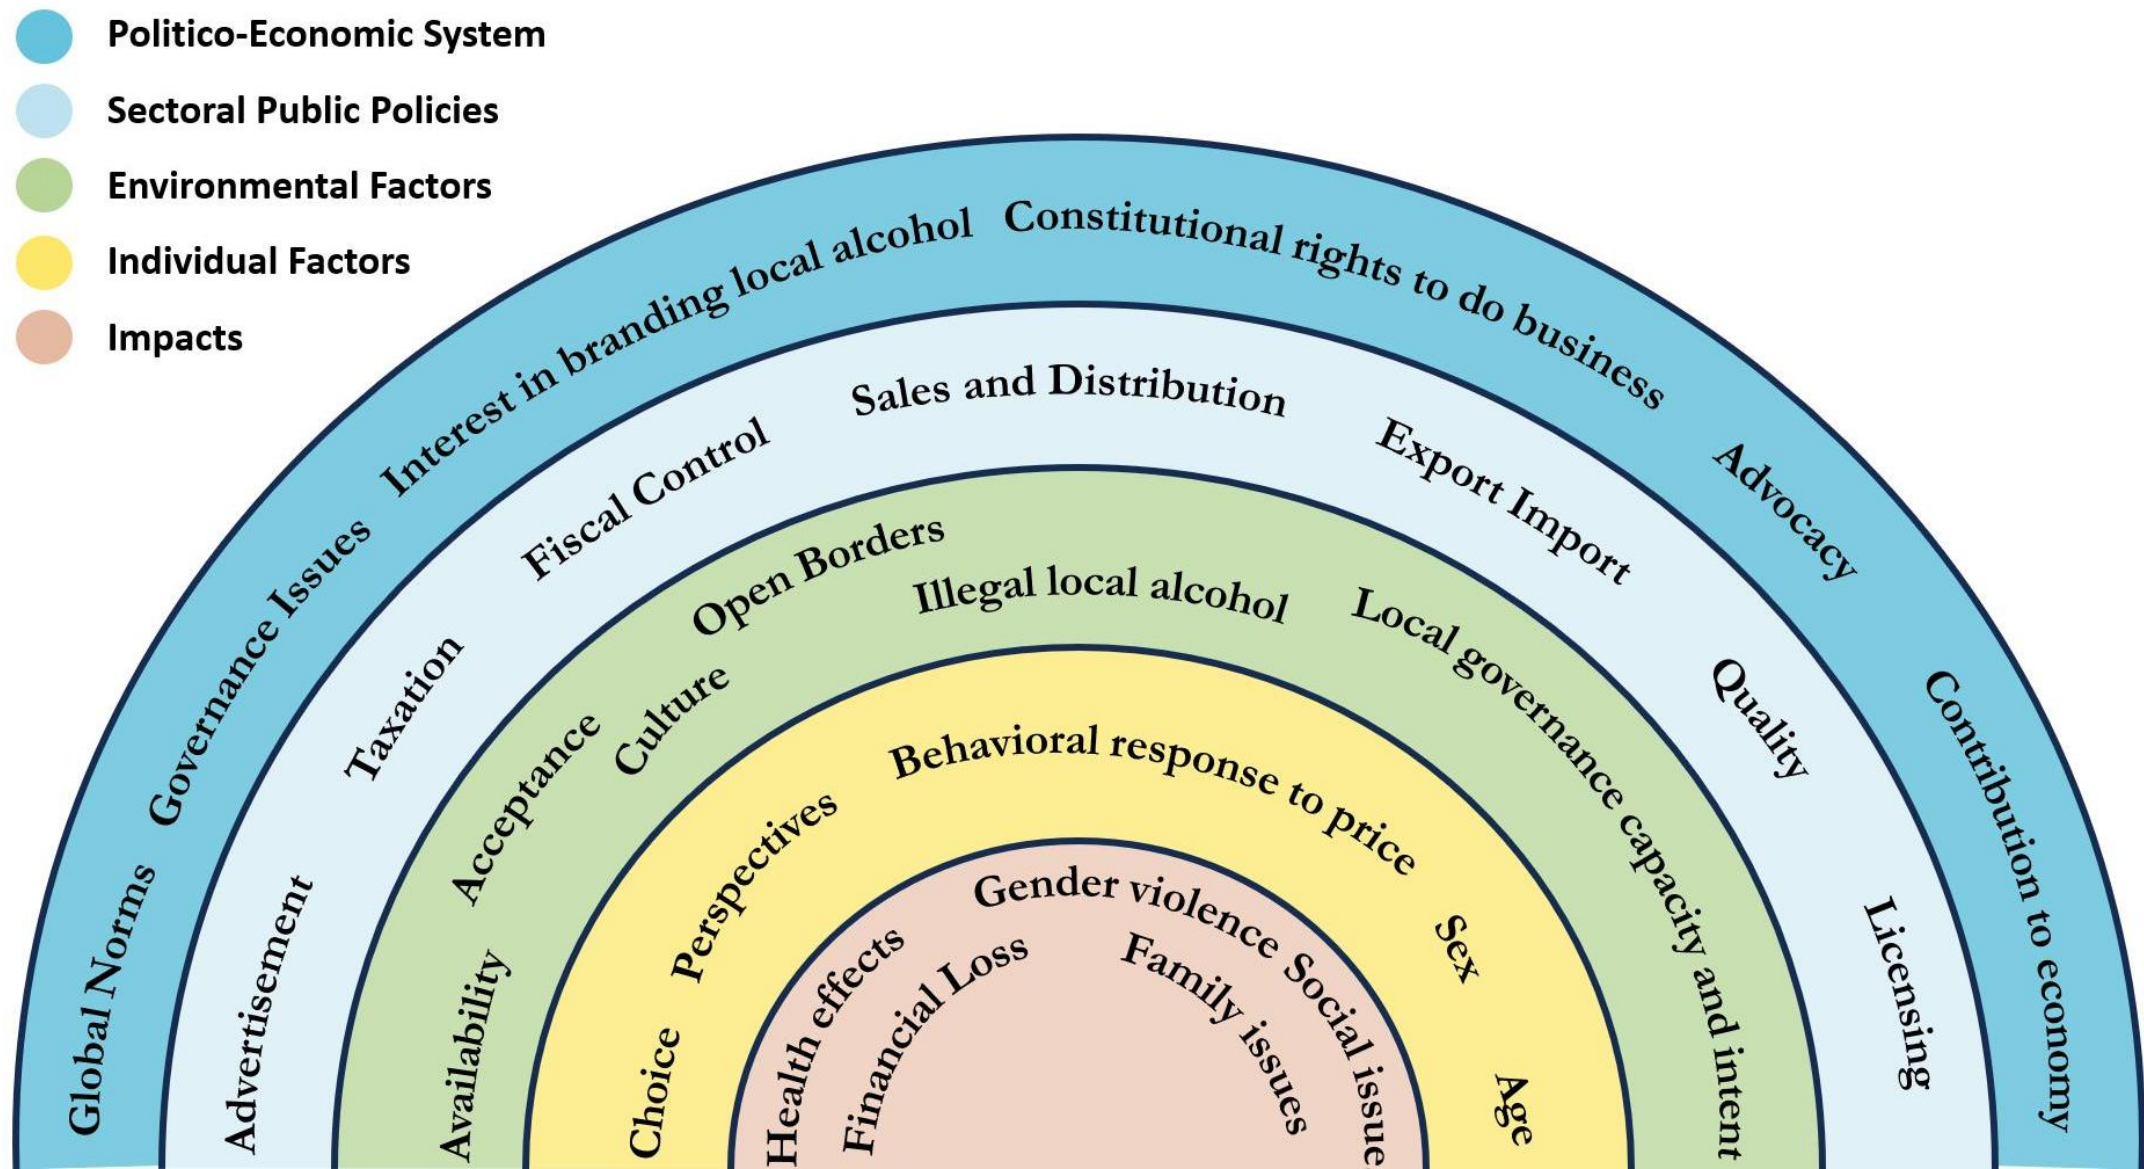 Politico-Economic System
Sectoral Public Policies
Environmental Factors
Individual Factors
Impacts
Global Norms
Governance Issues
Interest in branding local alcohol
Constitutional rights to do business
Advocacy
Contribution to economy
Advertisement
Taxation
Fiscal Control
Sales and Distribution
Export Import
Quality
Licensing
Availability
Acceptance
Culture
Open Borders
Illegal local alcohol
Local governance capacity and intent
Choice
Perspectives
Behavioral response to price
Sex
Age
Health effects
Financial Loss
Gender violence
Family issues
Social issue